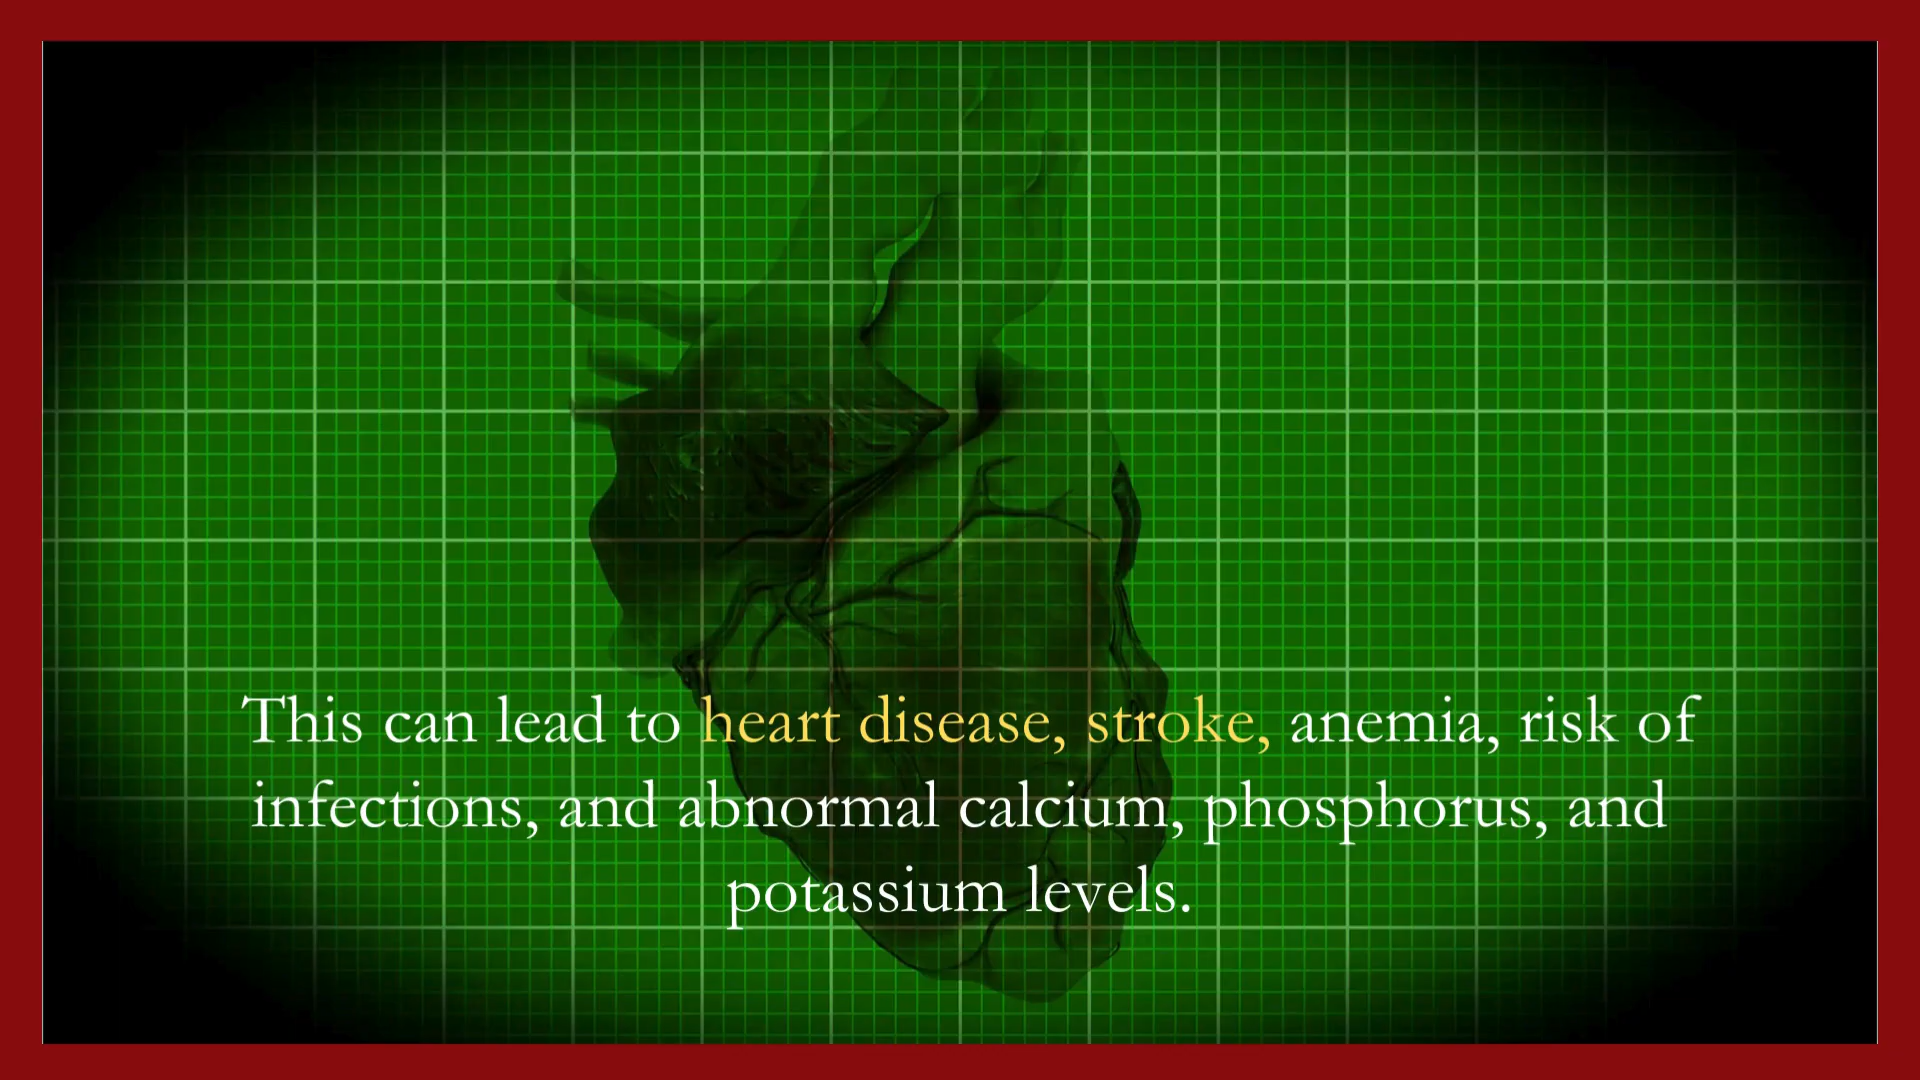 This can lead to heart disease, stroke, anemia, risk of
infections, and abnormal calcium, phosphorus, and
potassium levels.